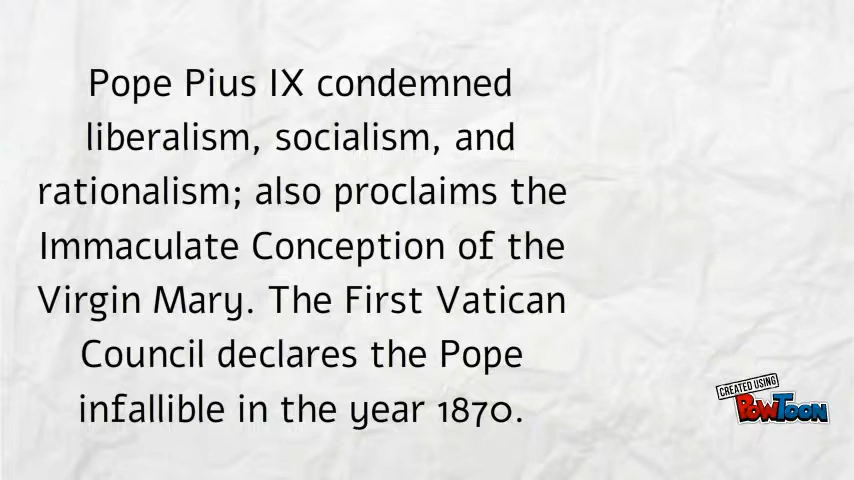 Pope Pius IX condemned
liberalism, socialism, and
rationalism; also proclaims the
Immaculate Conception of the
Virgin Mary. The First Vatican
Council declares the Pope
infallible in the year 1870.
CREATED USING
POWTOON